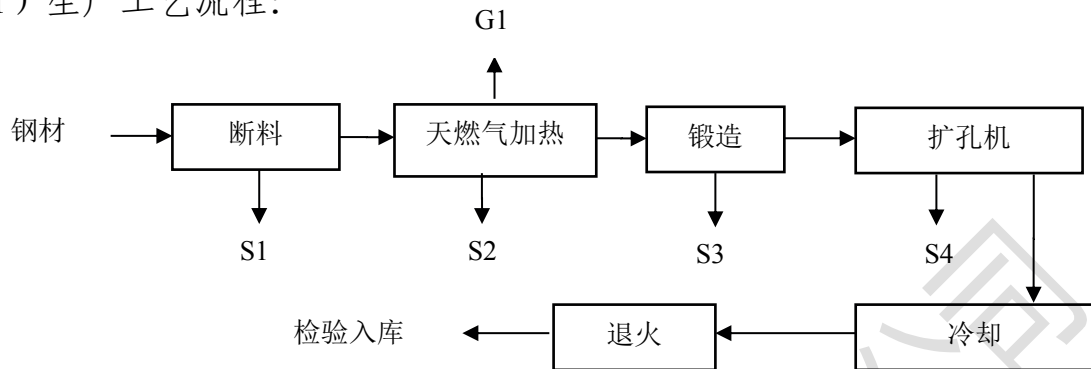 生产工艺流程：
G1
钢材 断料 天燃气加热 锻造 扩孔机
S1 S2 S3 S4
检验入库 退火 冷却